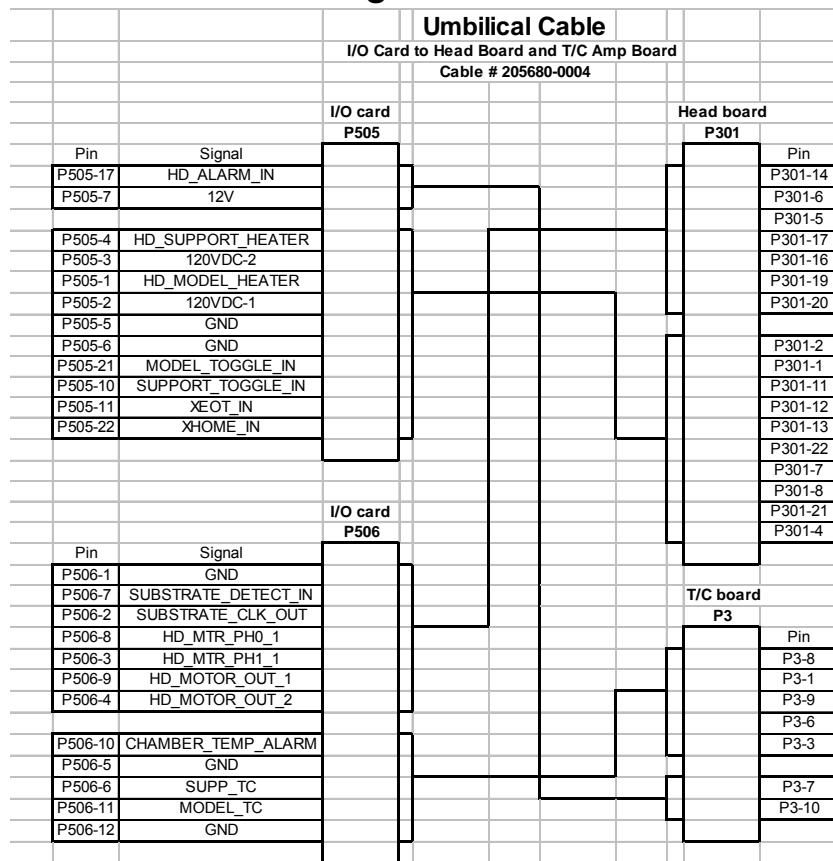 Umbilical Cable
I/O Card to Head Board and T/C Amp Board
Cable # 205680-0004
I/O card Head board
P505 P301
Pin Signal Pin
P505-17 HD_ALARM_IN P301-14
P505-7 12V P301-6
P301-5
P505-4 HD_SUPPORT_HEATER P301-17
P505-3 120VDC-2 P301-16
P505-1 HD_MODEL_HEATER P301-19
P505-2 120VDC-1 P301-20
P505-5 GND
P505-6 GND P301-2
P505-21 MODEL_TOGGLE_IN P301-1
P505-10 SUPPORT_TOGGLE_IN P301-11
P505-11 XEOT_IN P301-12
P505-22 XHOME_IN P301-13
P301-22
P301-7
P301-8
I/O card P301-21
P506 P301-4
Pin Signal
P506-1 GND
P506-7 SUBSTRATE_DETECT_IN T/C board
P506-2 SUBSTRATE_CLK_OUT P3
P506-8 HD_MTR_PH0_1 Pin
P506-3 HD_MTR_PH1_1 P3-8
P506-9 HD_MOTOR_OUT_1 P3-1
P506-4 HD_MOTOR_OUT_2 P3-9
P3-6
P506-10 CHAMBER_TEMP_ALARM P3-3
P506-5 GND
P506-6 SUPP_TC P3-7
P506-11 MODEL_TC P3-10
P506-12 GND